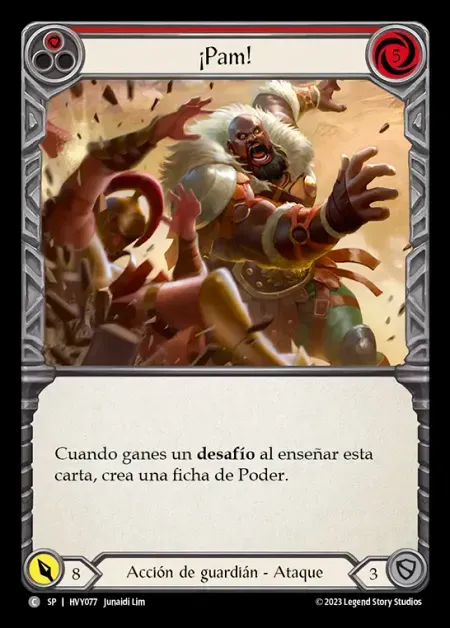 ¡Pam!
5
Cuando ganes un desafío al enseñar esta
carta, crea una ficha de Poder.
8
Acción de guardián - Ataque
3
C SP | HVY077 Junaidi Lim
© 2023 Legend Story Studios